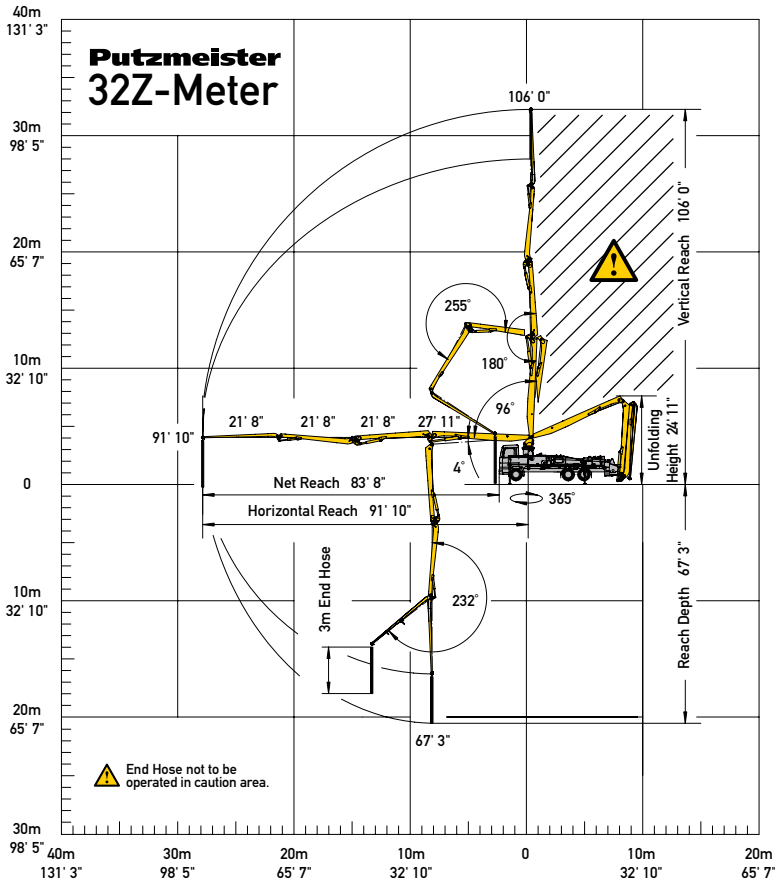 40m
131' 3"
Putzmeister
32Z-Meter
106' 0"
30m
98' 5"
20m
65' 7"
Vertical Reach 106' 0"
255°
180°
10m
32' 10"
96°
21' 8" 21' 8" 21' 8" 27' 11"
91' 10"
4°
Unfolding
Height 24' 11"
0
Net Reach 83' 8"
365°
Horizontal Reach 91' 10"
3m End Hose
10m
32' 10"
232°
Reach Depth 67' 3"
20m
65' 7"
67' 3"
End Hose not to be
operated in caution area.
30m
98' 5"
40m 30m 20m 10m 0 10m 20m
131' 3" 98' 5" 65' 7" 32' 10" 32' 10" 65' 7"